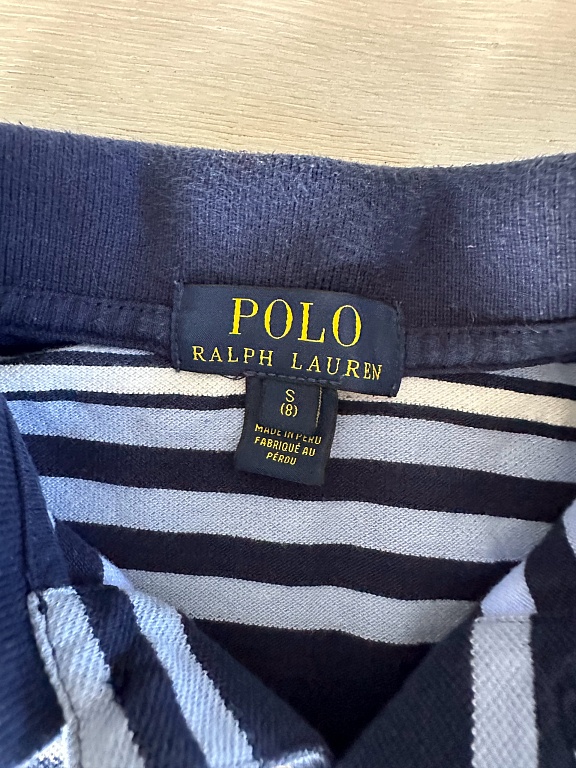 POLO
RALPH LAUREN
S
(8)
MADE IN PERU
FABRIQUÉ AU
PÉROU